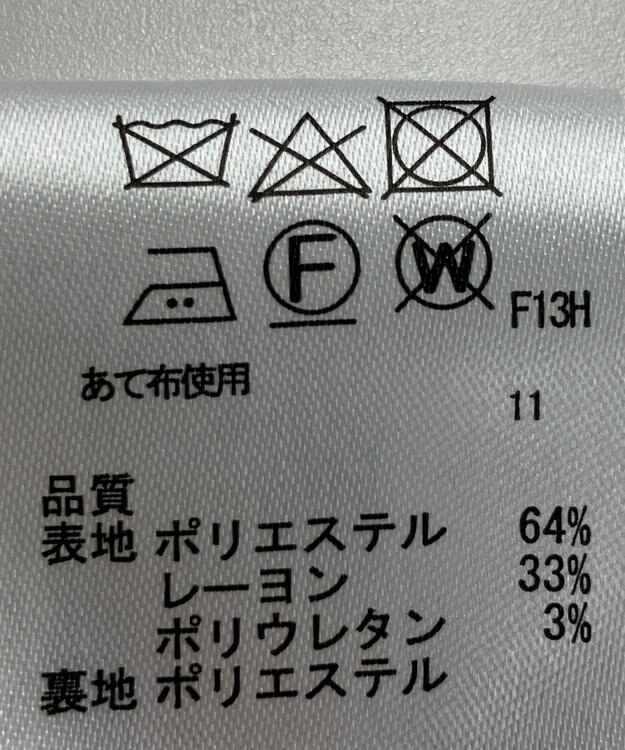 F W F13H
あて布使用
11
品質
表地 ポリエステル 64%
レーヨン 33%
ポリウレタン 3%
裏地 ポリエステル